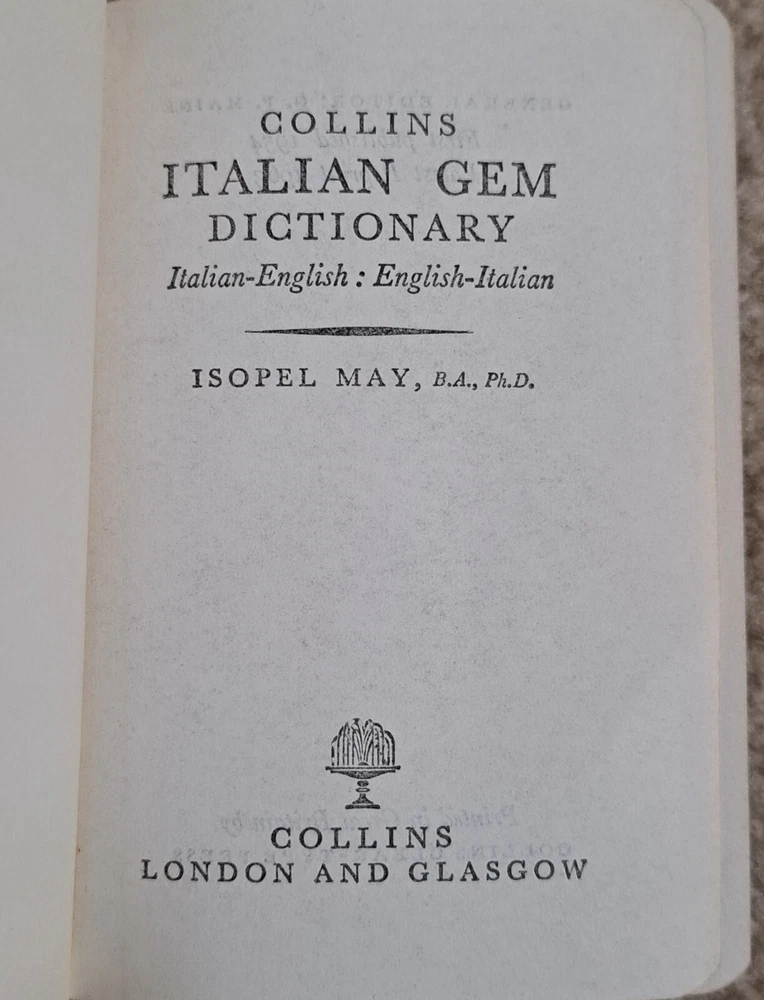 COLLINS
ITALIAN GEM
DICTIONARY
Italian-English : English-Italian
ISOPEL MAY, B.A., Ph.D.
COLLINS
LONDON AND GLASGOW